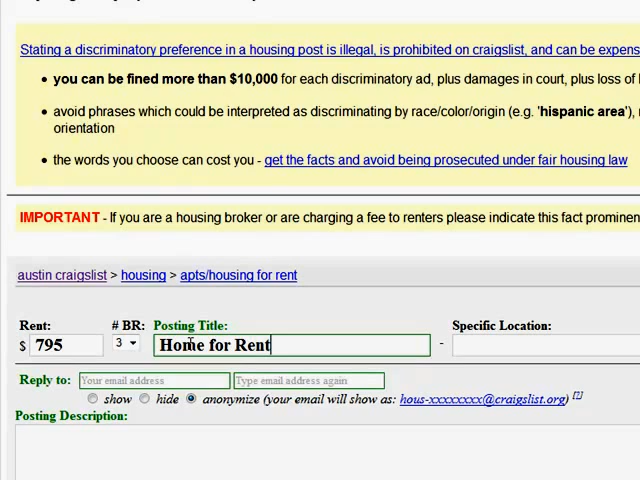 Stating a discriminatory preference in a housing post is illegal, is prohibited on craigslist, and can be expens
you can be fined more than $10,000 for each discriminatory ad, plus damages in court, plus loss of
avoid phrases which could be interpreted as discriminating by race/color/origin (e.g. 'hispanic area'),
orientation
the words you choose can cost you - get the facts and avoid being prosecuted under fair housing law
IMPORTANT - If you are a housing broker or are charging a fee to renters please indicate this fact prominen
austin craigslist > housing > apts/housing for rent
Rent: # BR: Posting Title: Specific Location:
$ 795 3 Home for Rent -
Reply to: Your email address Type email address again
show hide anonymize (your email will show as: hous-xxxxxxxx@craigslist.org) [?]
Posting Description: